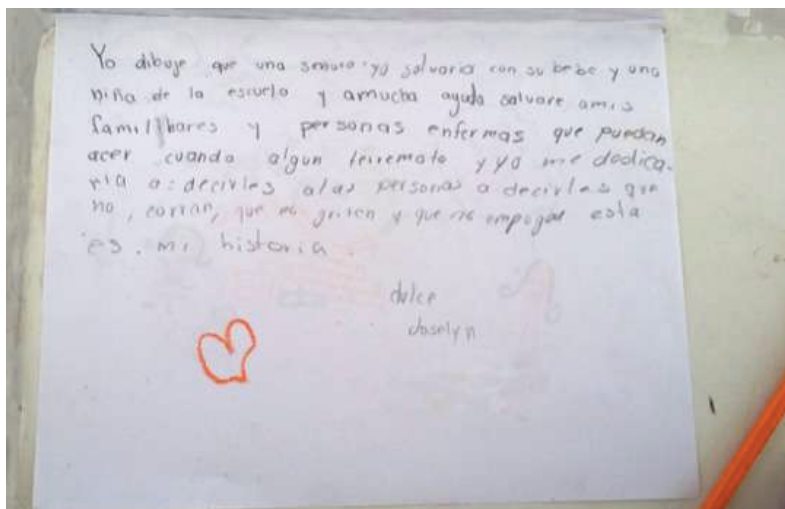 Yo dibuje que una señora yo salvaria con su bebe y una
niña de la escuela y amucha ayuda salvare amis
familihares y personas enfermas que puedan
acer cuando algun terremoto y yo me dedica-
ria a: decirles alas personas a decirles que
no, corran, que no griten y que no empogan esta
es. mi historia.
dulce
Joselyn